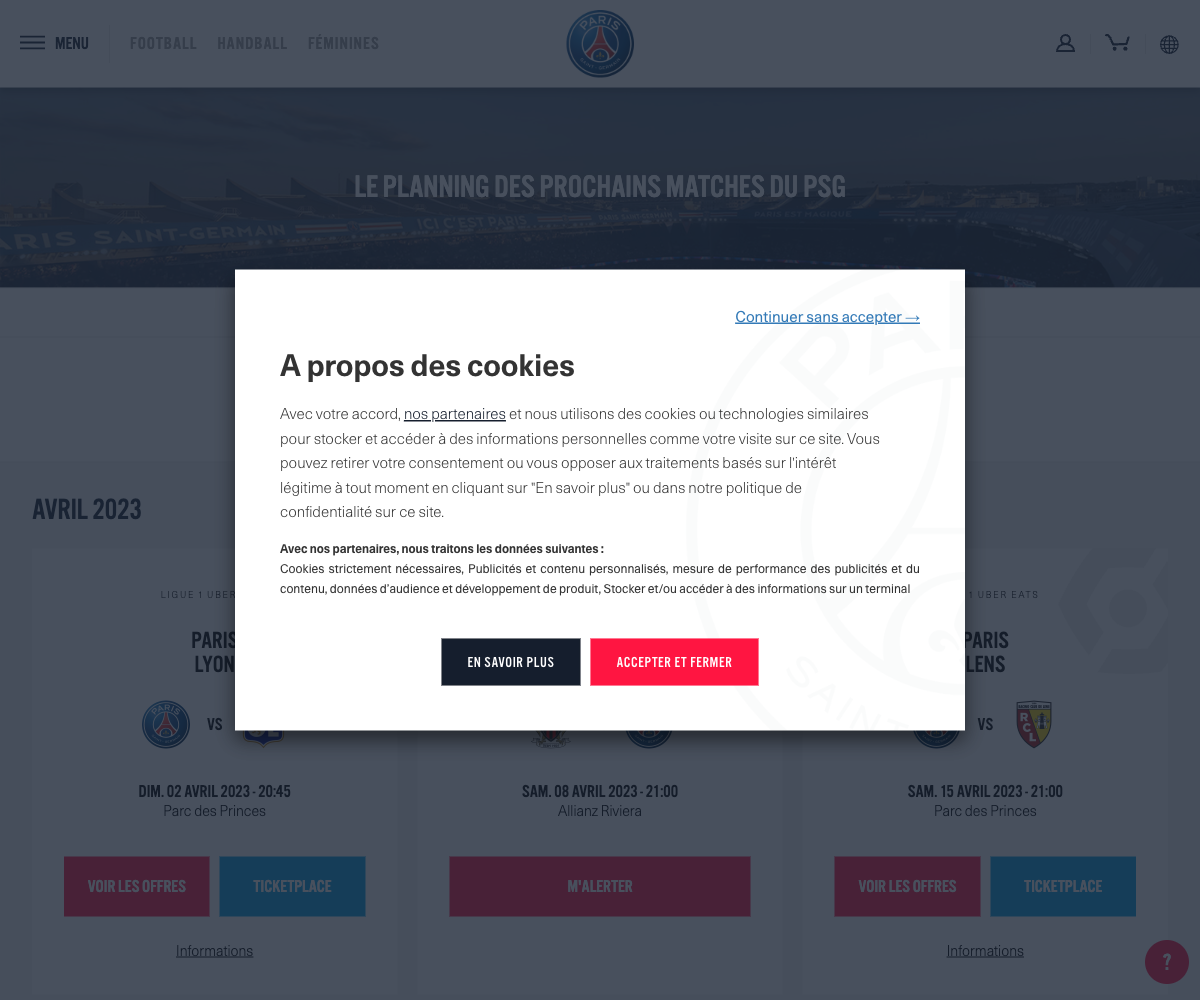 MENU
FOOTBALL
HANDBALL
FÉMININES
PARIS
SAINT-GERMAIN
LE PLANNING DES PROCHAINS MATCHES DU PSG
ARIS SAINT-GERMAIN
ICI C'EST PARIS
Continuer sans accepter →
A propos des cookies
Avec votre accord, nos partenaires et nous utilisons des cookies ou technologies similaires
pour stocker et accéder à des informations personnelles comme votre visite sur ce site. Vous
pouvez retirer votre consentement ou vous opposer aux traitements basés sur l'intérêt
légitime à tout moment en cliquant sur "En savoir plus" ou dans notre politique de
confidentialité sur ce site.
Avec nos partenaires, nous traitons les données suivantes :
Cookies strictement nécessaires, Publicités et contenu personnalisés, mesure de performance des publicités et du
contenu, données d’audience et développement de produit, Stocker et/ou accéder à des informations sur un terminal
EN SAVOIR PLUS
ACCEPTER ET FERMER
AVRIL 2023
LIGUE 1 UBER
PARIS
LYON
PARIS
VS
DIM. 02 AVRIL 2023 - 20:45
Parc des Princes
VOIR LES OFFRES
TICKETPLACE
Informations
SAM. 08 AVRIL 2023 - 21:00
Allianz Riviera
M'ALERTER
1 UBER EATS
PARIS
LENS
VS
RCL
SAM. 15 AVRIL 2023 - 21:00
Parc des Princes
VOIR LES OFFRES
TICKETPLACE
Informations
?